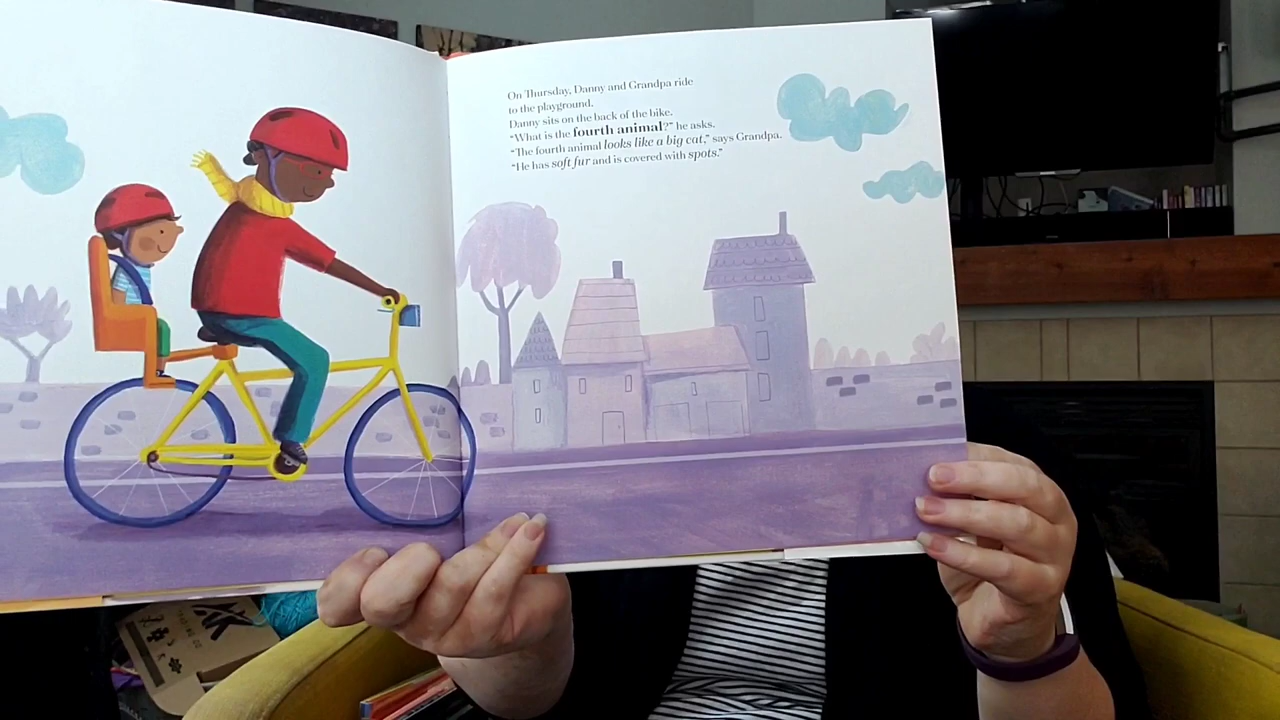 On Thursday, Danny and Grandpa ride
to the playground.
Danny sits on the back of the bike.
“What is the fourth animal?” he asks.
“The fourth animal looks like a big cat,” says Grandpa.
“He has soft fur and is covered with spots.”